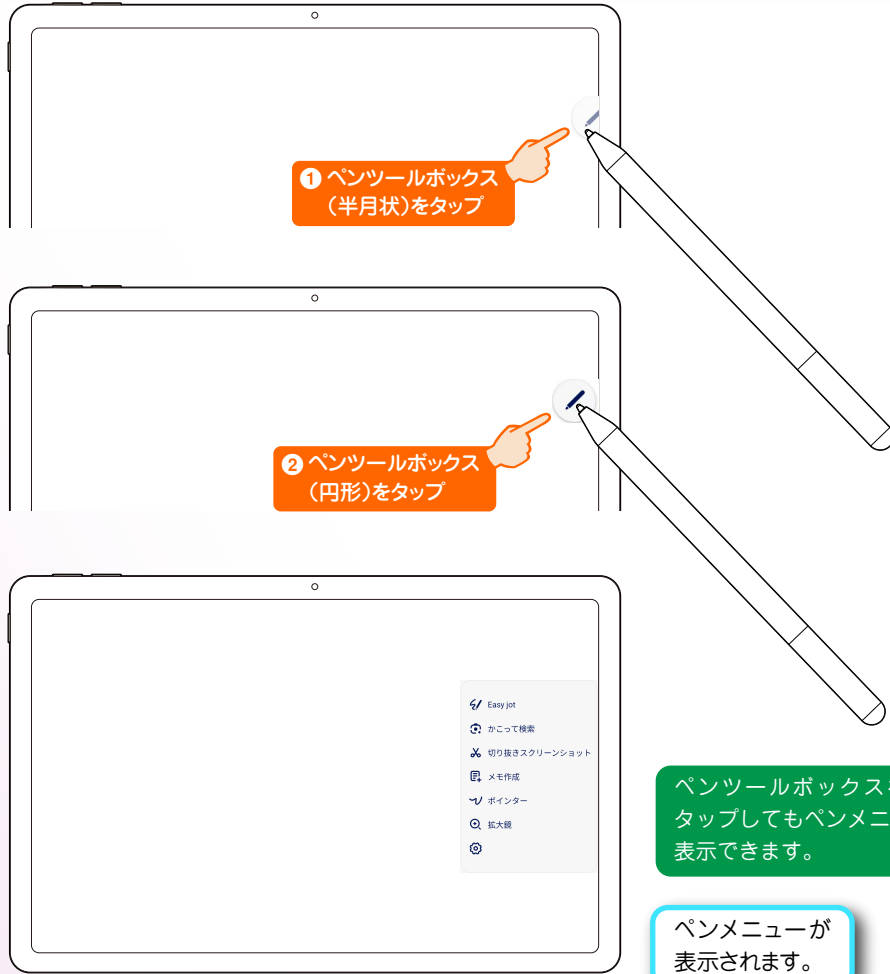 ① ペンツールボックス
（半月状）をタップ
② ペンツールボックス
（円形）をタップ
Easy jot
かこって検索
切り抜きスクリーンショット
メモ作成
ポインター
拡大鏡
ペンツールボックス
タップしてもペンメニ
表示できます。
ペンメニューが
表示されます。